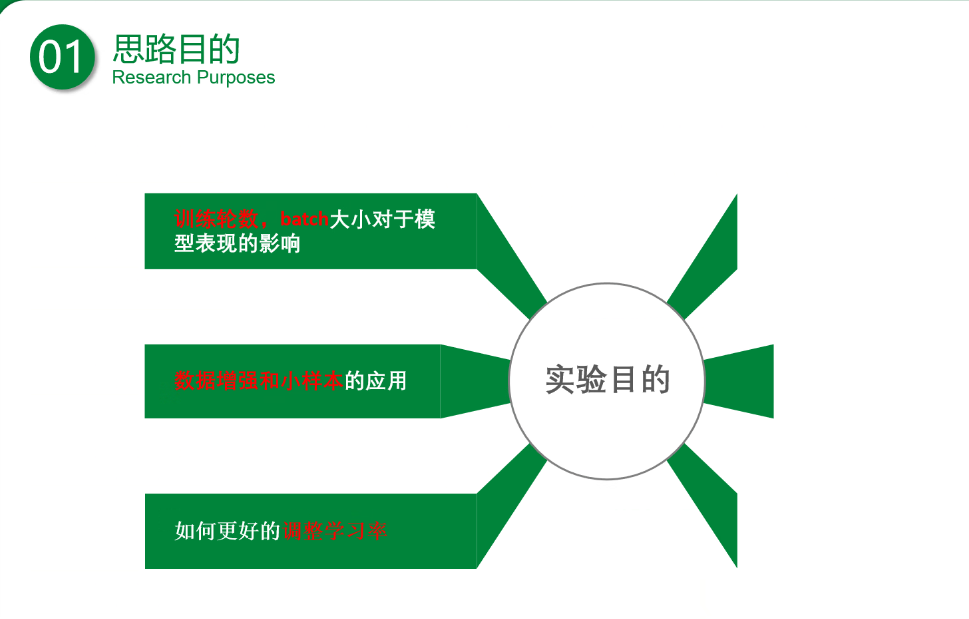 01
思路目的
Research Purposes
训练轮数，batch大小对于模
型表现的影响
数据增强和小样本的应用
实验目的
如何更好的调整学习率